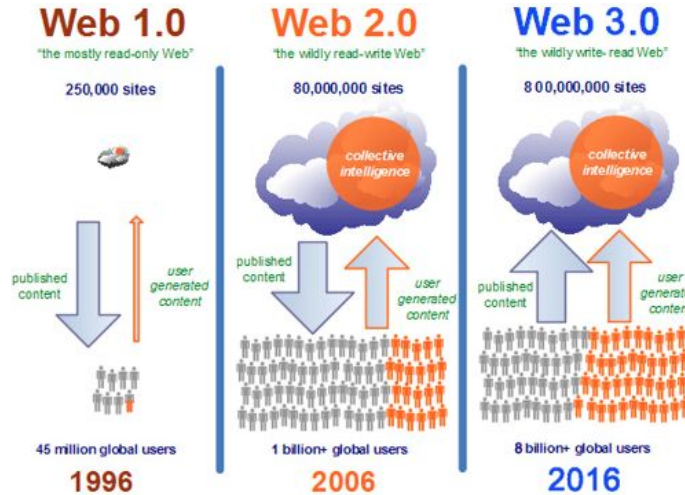 Web 1.0
"the mostly read-only Web"
250,000 sites
published
content
user
generated
content
45 million global users
1996
Web 2.0
"the wildly read-write Web"
80,000,000 sites
collective
intelligence
published
content
user
generated
content
1 billion+ global users
2006
Web 3.0
"the wildly write- read Web"
800,000,000 sites
collective
intelligence
published
content
user
generated
content
8 billion+ global users
2016